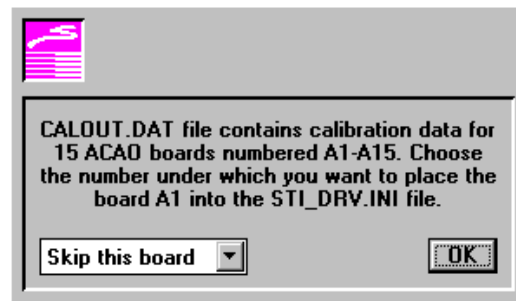 CALOUT.DAT file contains calibration data for
15 ACAO boards numbered A1-A15. Choose
the number under which you want to place the
board A1 into the STI_DRV.INI file.
Skip this board
OK